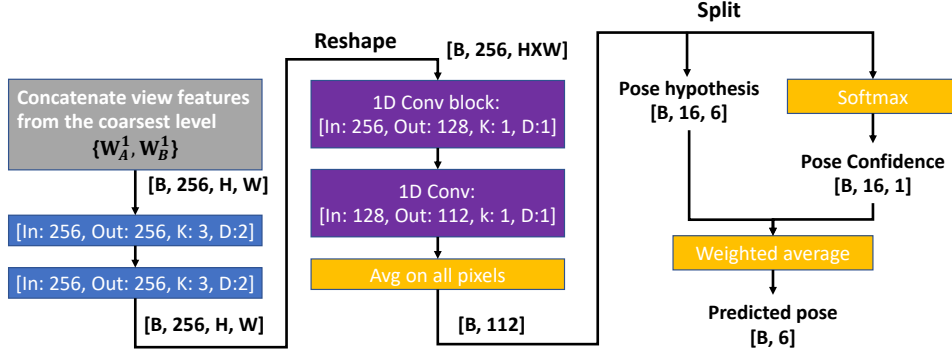 Concatenate view features
from the coarsest level
{W_A^1, W_B^1}
[B, 256, H, W]
[In: 256, Out: 256, K: 3, D:2]
[In: 256, Out: 256, K: 3, D:2]
[B, 256, H, W]
Reshape
[B, 256, HXW]
1D Conv block:
[In: 256, Out: 128, K: 1, D:1]
1D Conv:
[In: 128, Out: 112, k: 1, D:1]
Avg on all pixels
[B, 112]
Split
Pose hypothesis
[B, 16, 6]
Softmax
Pose Confidence
[B, 16, 1]
Weighted average
Predicted pose
[B, 6]